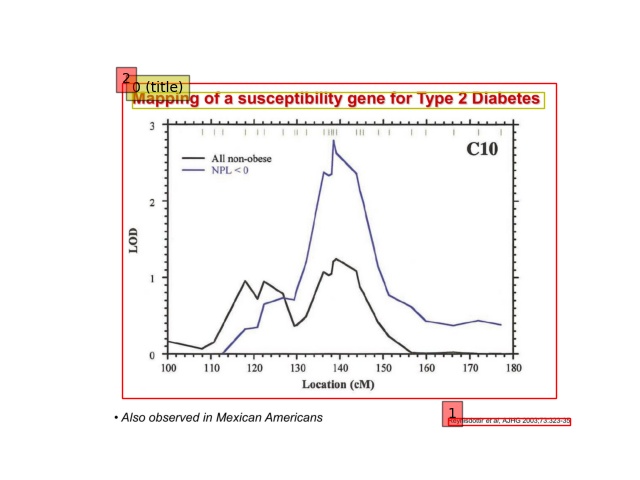 2
0 (title)
Mapping of a susceptibility gene for Type 2 Diabetes
3
C10
All non-obese
NPL < 0
2
LOD
1
0
100 110 120 130 140 150 160 170 180
Location (cM)
• Also observed in Mexican Americans
1
et al, AJHG 2003;73:323-35